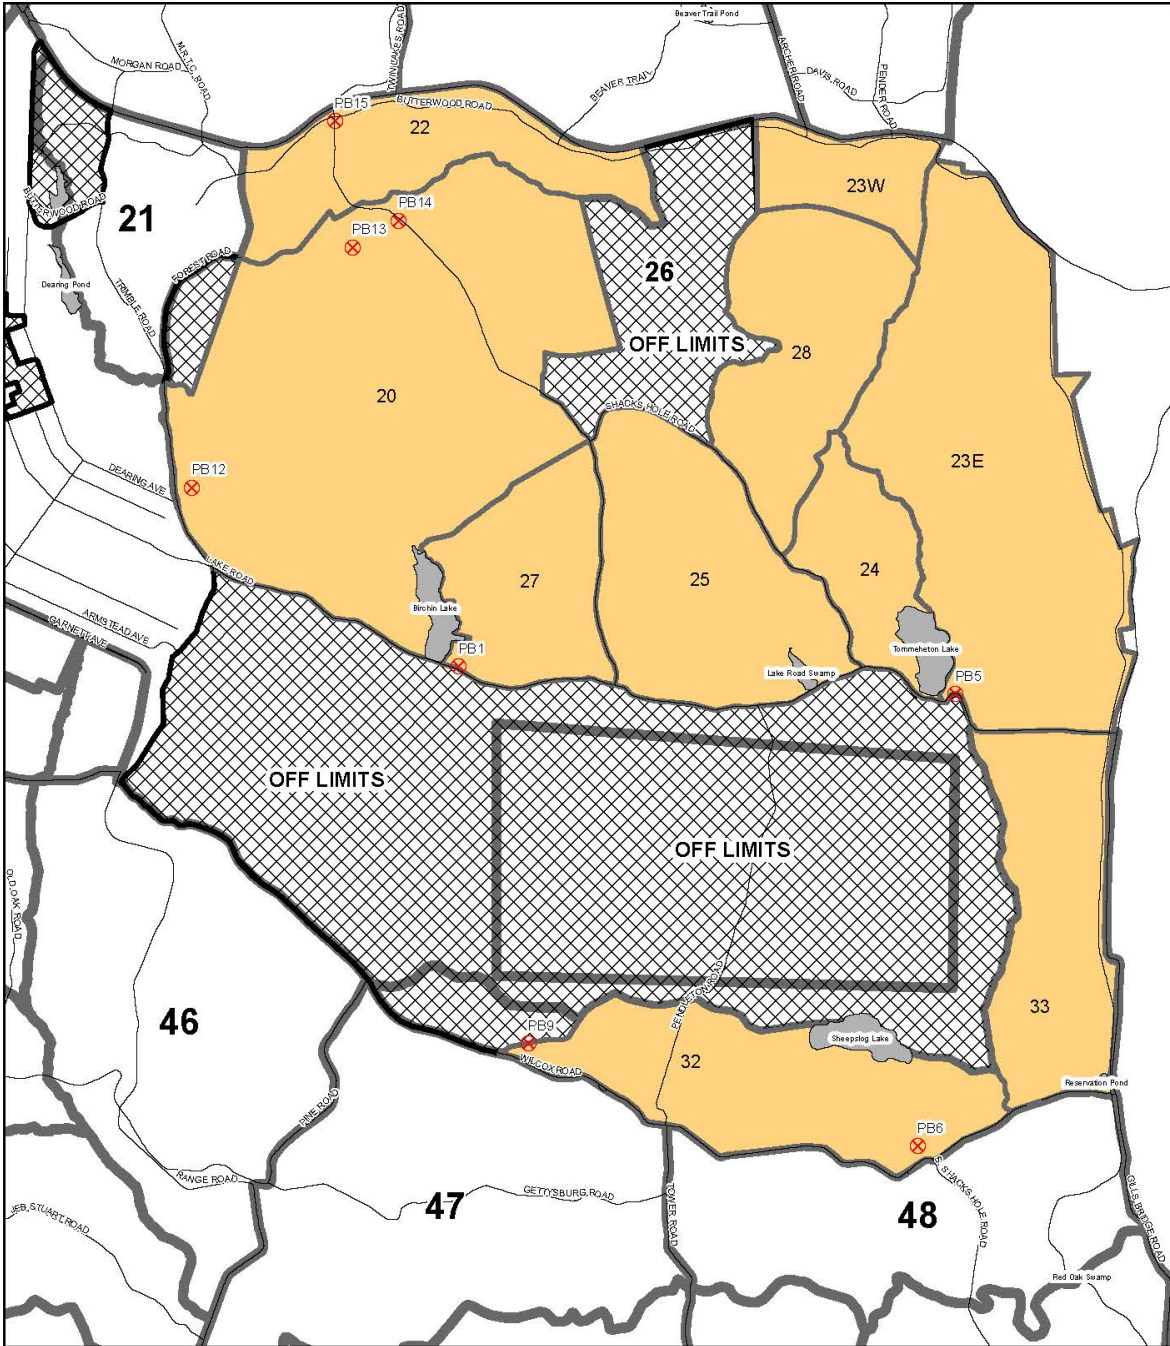 Beaver Trail Pond
MORGAN ROAD
M.R.T.C. ROAD
TWIN LAKES ROAD
BEAVER TRAIL
ARCHER ROAD
DAVIS ROAD
PENDER ROAD
PB15
BUTTERWOOD ROAD
22
23W
BUTTERWOOD ROAD
21
PB14
PB13
FOREST ROAD
26
Dearing Pond
TRIMBLE ROAD
OFF LIMITS
28
20
SHACKS HOLE ROAD
23E
PB12
DEARING AVE
LAKE ROAD
27
25
24
ARMSTEAD AVE
GARNETT AVE
Birchin Lake
PB1
Tommeheton Lake
Lake Road Swamp
PB5
OFF LIMITS
OFF LIMITS
OLD OAK ROAD
PENDLETON ROAD
46
33
PB9
Sheepslog Lake
WILCOX ROAD
32
Reservation Pond
PINE ROAD
PB6
RANGE ROAD
GETTYSBURG ROAD
S. SHACKS HOLE ROAD
47
48
JEB STUART ROAD
TOWER ROAD
GILLS BRIDGE ROAD
Red Oak Swamp